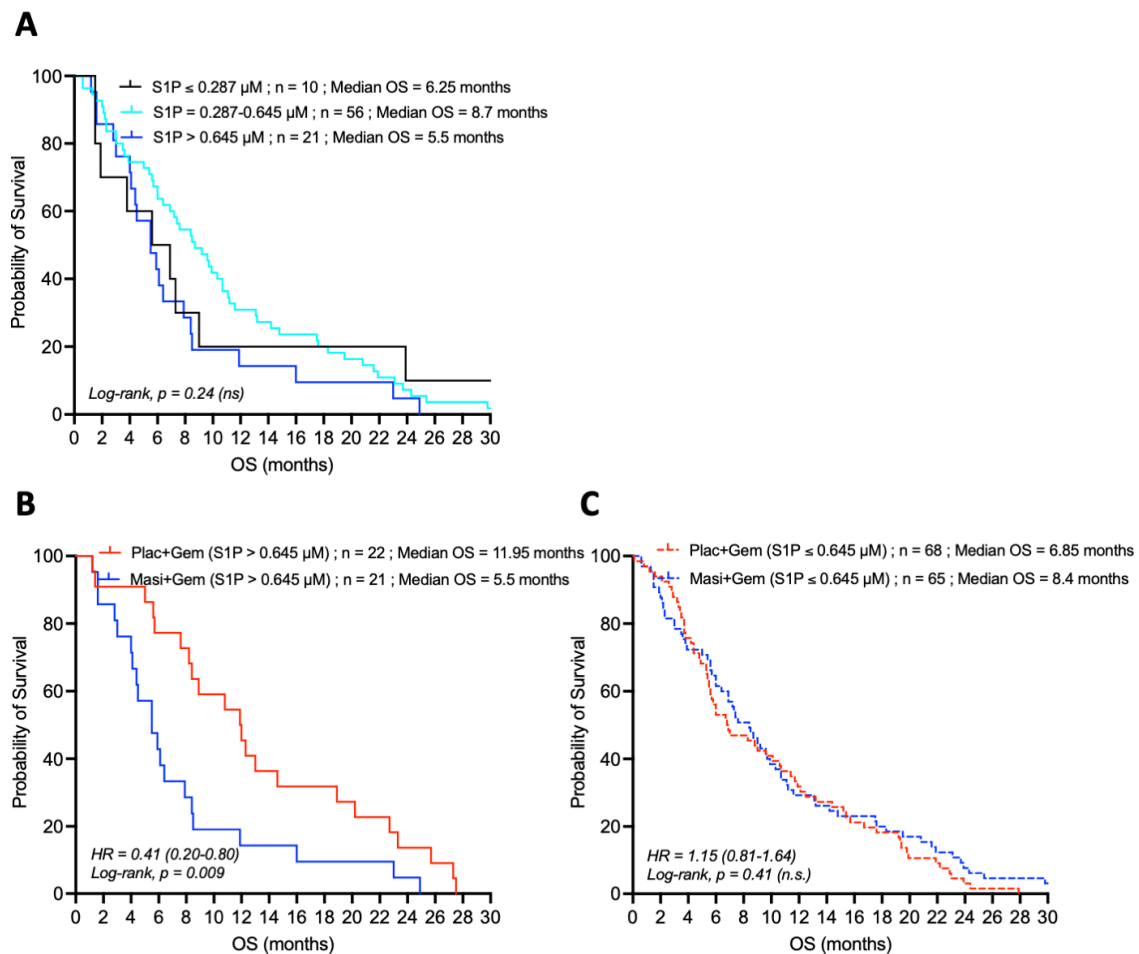 A
S1P ≤ 0.287 µM ; n = 10 ; Median OS = 6.25 months
S1P = 0.287-0.645 µM ; n = 56 ; Median OS = 8.7 months
S1P > 0.645 µM ; n = 21 ; Median OS = 5.5 months
100
80
60
40
20
0
Probability of Survival
Log-rank, p = 0.24 (ns)
0 2 4 6 8 10 12 14 16 18 20 22 24 26 28 30
OS (months)
B
Plac+Gem (S1P > 0.645 µM) ; n = 22 ; Median OS = 11.95 months
Masi+Gem (S1P > 0.645 µM) ; n = 21 ; Median OS = 5.5 months
100
80
60
40
20
0
Probability of Survival
HR = 0.41 (0.20-0.80)
Log-rank, p = 0.009
0 2 4 6 8 10 12 14 16 18 20 22 24 26 28 30
OS (months)
C
Plac+Gem (S1P ≤ 0.645 µM) ; n = 68 ; Median OS = 6.85 months
Masi+Gem (S1P ≤ 0.645 µM) ; n = 65 ; Median OS = 8.4 months
100
80
60
40
20
0
Probability of Survival
HR = 1.15 (0.81-1.64)
Log-rank, p = 0.41 (n.s.)
0 2 4 6 8 10 12 14 16 18 20 22 24 26 28 30
OS (months)